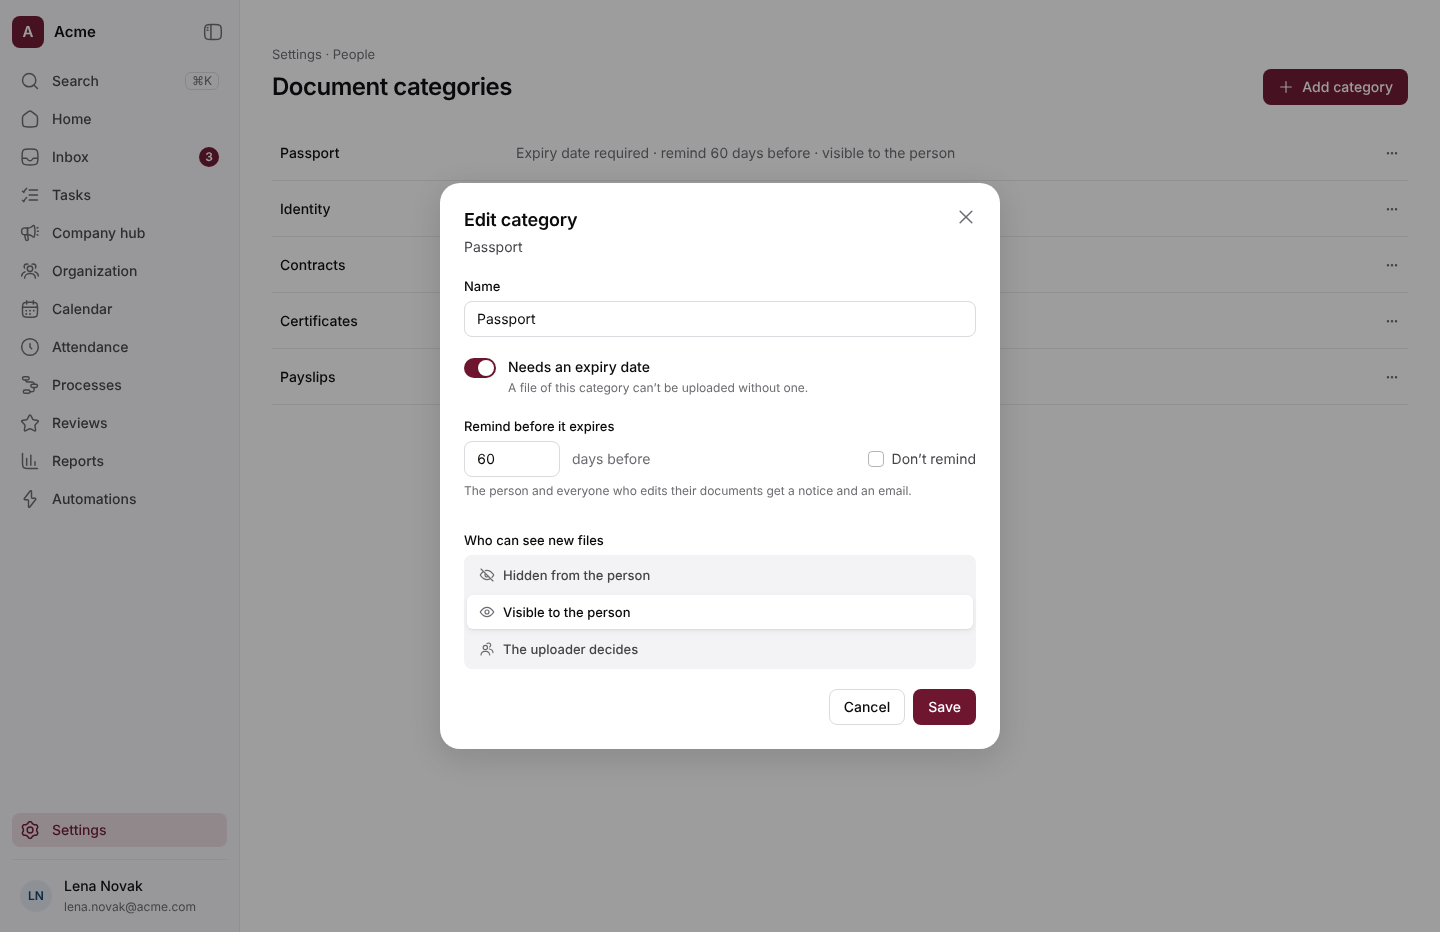 A Acme
Search ⌘K
Home
Inbox 3
Tasks
Company hub
Organization
Calendar
Attendance
Processes
Reviews
Reports
Automations
Settings
LN Lena Novak
lena.novak@acme.com
Settings · People
Document categories
+ Add category
Passport Expiry date required · remind 60 days before · visible to the person
Identity
Contracts
Certificates
Payslips
Edit category
Passport
Name
Passport
Needs an expiry date
A file of this category can’t be uploaded without one.
Remind before it expires
60 days before Don’t remind
The person and everyone who edits their documents get a notice and an email.
Who can see new files
Hidden from the person
Visible to the person
The uploader decides
Cancel Save